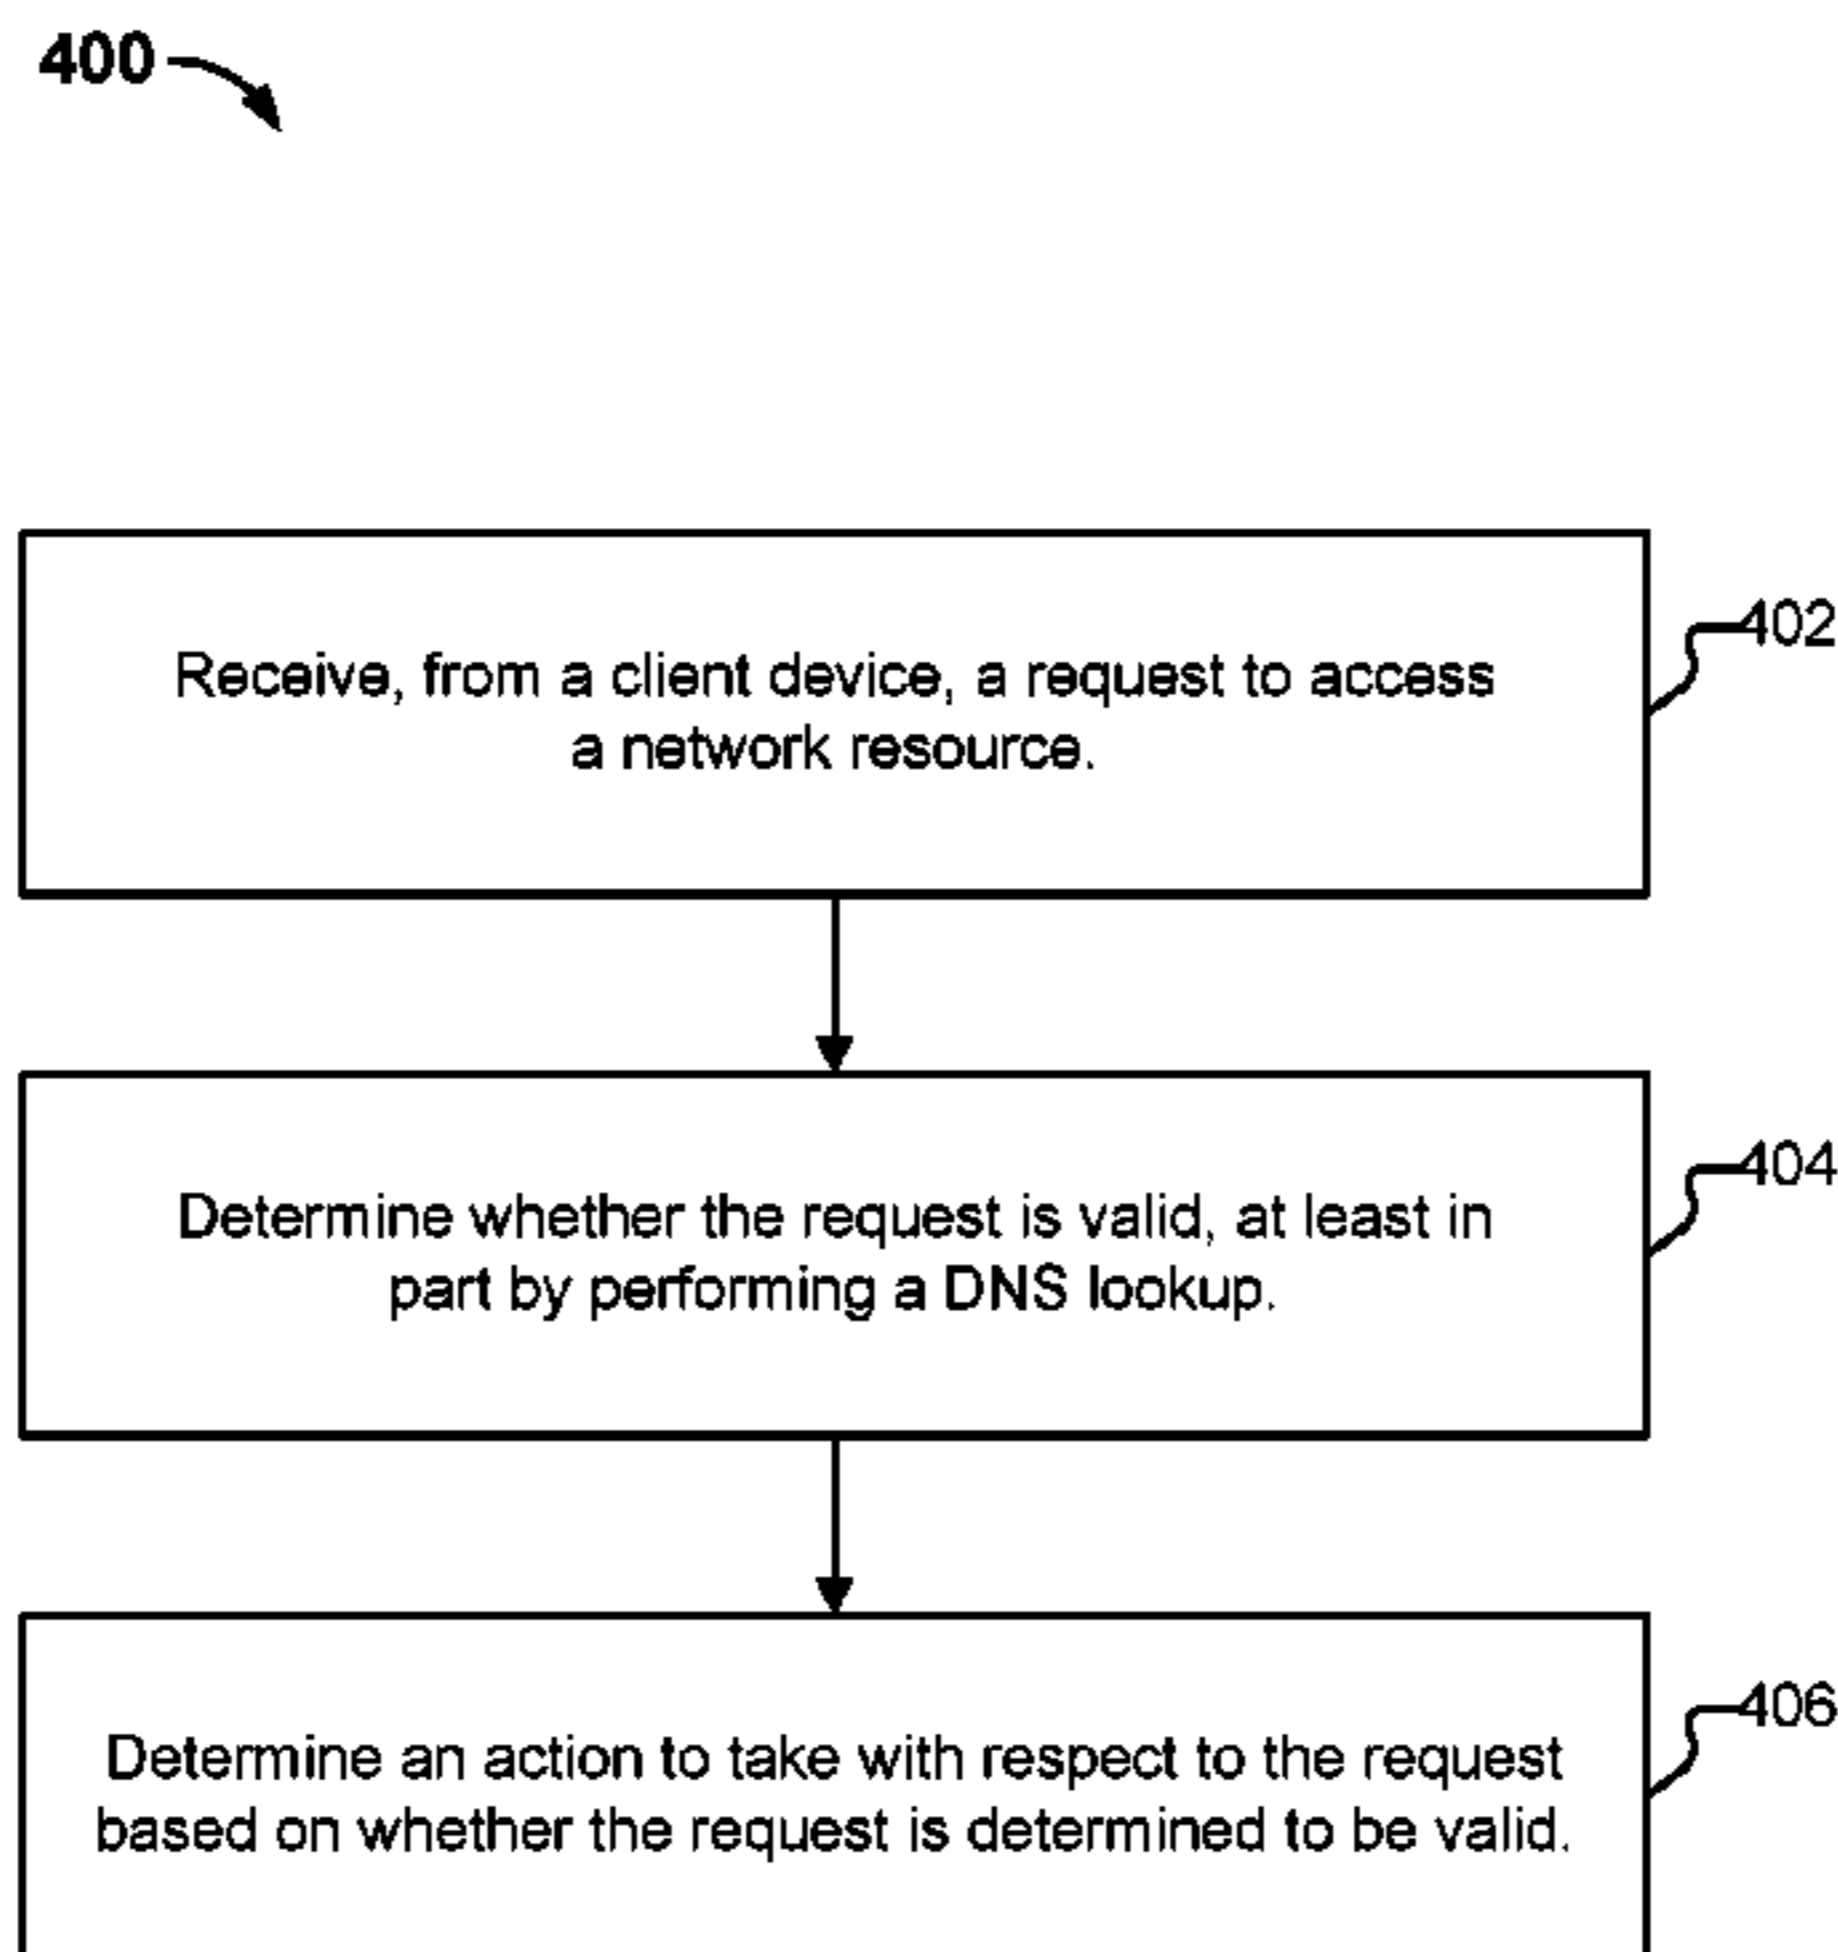 400
Receive, from a client device, a request to access
a network resource.
402
Determine whether the request is valid, at least in
part by performing a DNS lookup.
404
Determine an action to take with respect to the request
based on whether the request is determined to be valid.
406